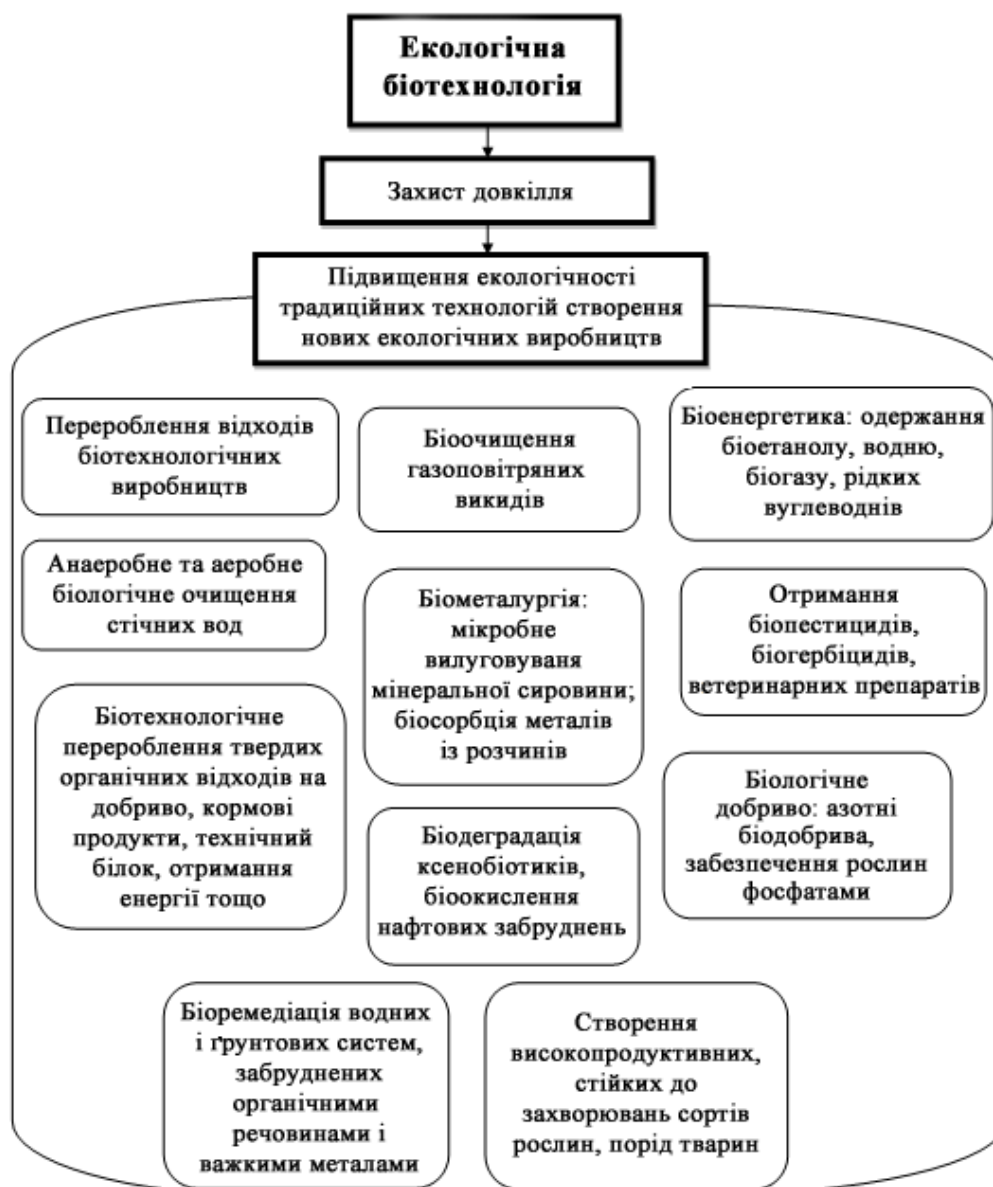 Екологічна
біотехнологія
Захист довкілля
Підвищення екологічності
традиційних технологій створення
нових екологічних виробництв
Перероблення відходів
біотехнологічних
виробництв
Біоочищення
газоповітряних
викидів
Біоенергетика: одержання
біоетанолу, водню,
біогазу, рідких
вуглеводнів
Анаеробне та аеробне
біологічне очищення
стічних вод
Біометалургія:
мікробне
вилуговуваня
мінеральної сировини;
біосорбція металів
із розчинів
Отримання
біопестицидів,
біогербіцидів,
ветеринарних препаратів
Біотехнологічне
перероблення твердих
органічних відходів на
добриво, кормові
продукти, технічний
білок, отримання
енергії тощо
Біодеградація
ксенобіотиків,
біоокислення
нафтових забруднень
Біологічне
добриво: азотні
біодобрива,
забезпечення рослин
фосфатами
Біоремедіація водних
і ґрунтових систем,
забруднених
органічними
речовинами і
важкими металами
Створення
високопродуктивних,
стійких до
захворювань сортів
рослин, порід тварин